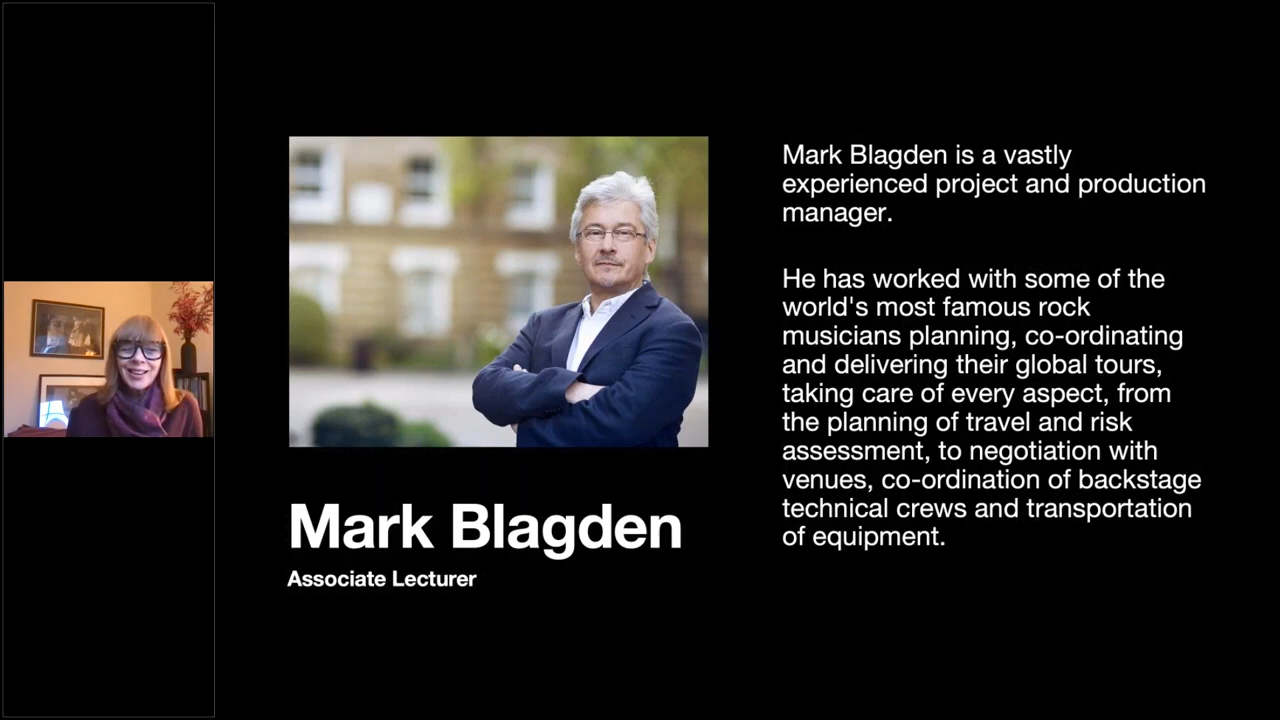 Mark Blagden
Associate Lecturer
Mark Blagden is a vastly
experienced project and production
manager.
He has worked with some of the
world's most famous rock
musicians planning, co-ordinating
and delivering their global tours,
taking care of every aspect, from
the planning of travel and risk
assessment, to negotiation with
venues, co-ordination of backstage
technical crews and transportation
of equipment.